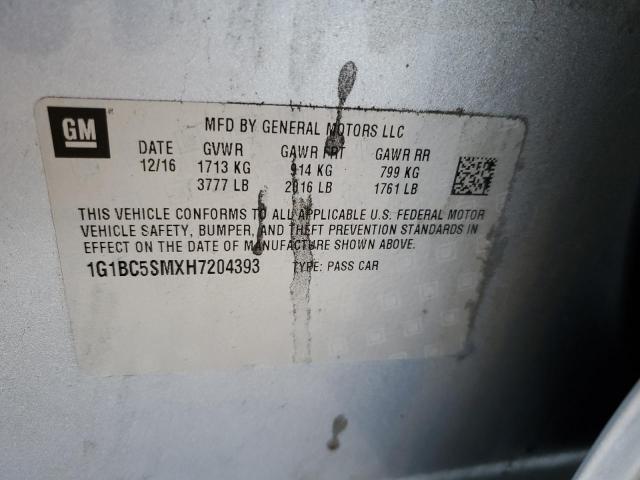 GM
MFD BY GENERAL MOTORS LLC
DATE GVWR GAWR FRT GAWR RR
12/16 1713 KG 914 KG 799 KG
3777 LB 2016 LB 1761 LB
THIS VEHICLE CONFORMS TO ALL APPLICABLE U.S. FEDERAL MOTOR
VEHICLE SAFETY, BUMPER, AND THEFT PREVENTION STANDARDS IN
EFFECT ON THE DATE OF MANUFACTURE SHOWN ABOVE.
1G1BC5SMXH7204393 TYPE: PASS CAR